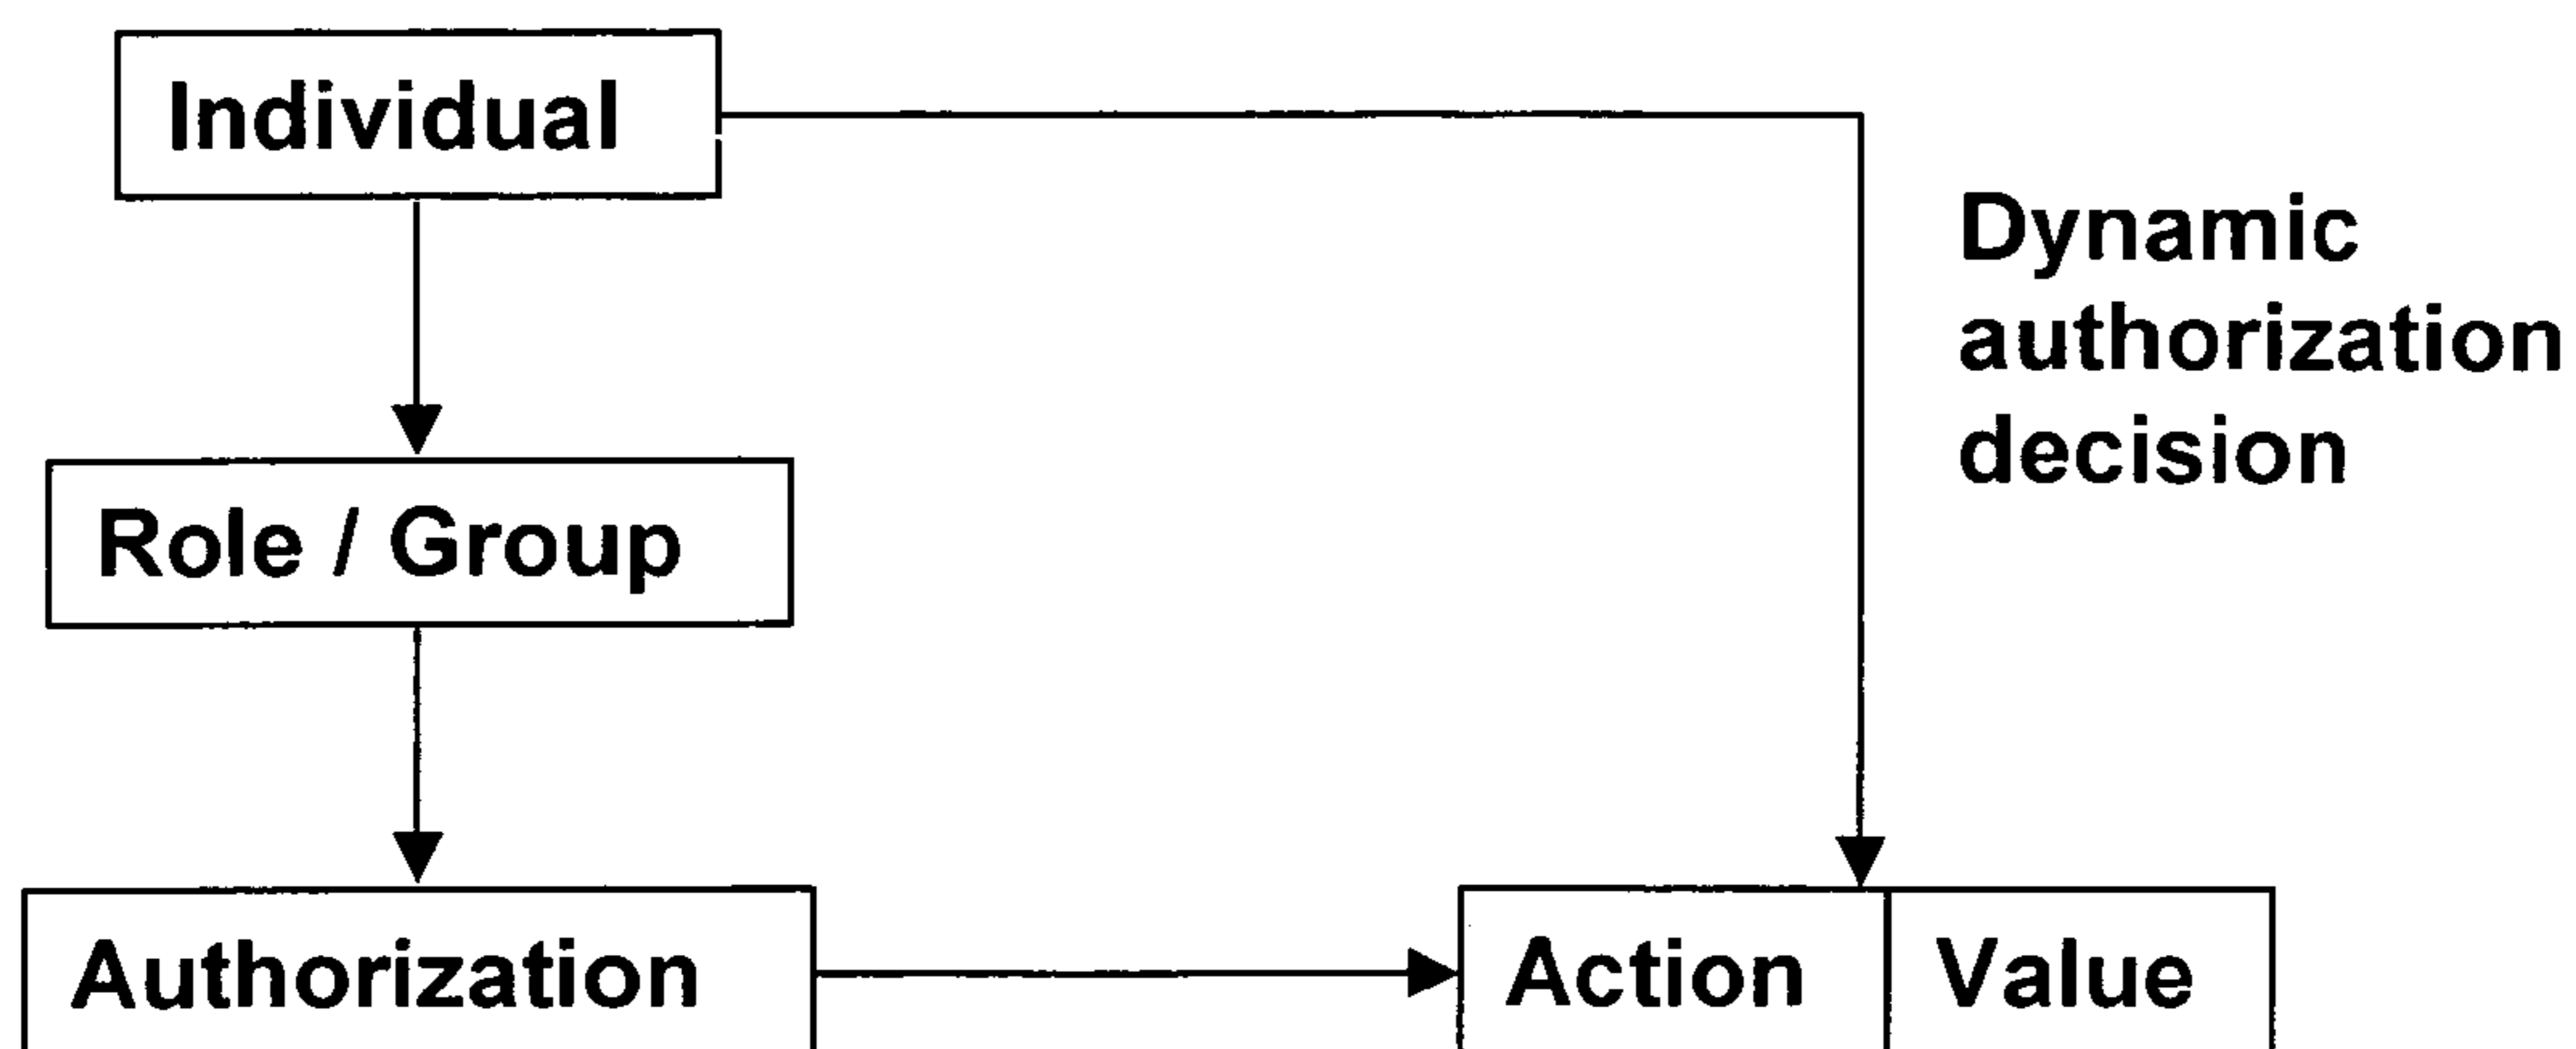 Individual
Dynamic
authorization
decision
Role / Group
Authorization
Action
Value